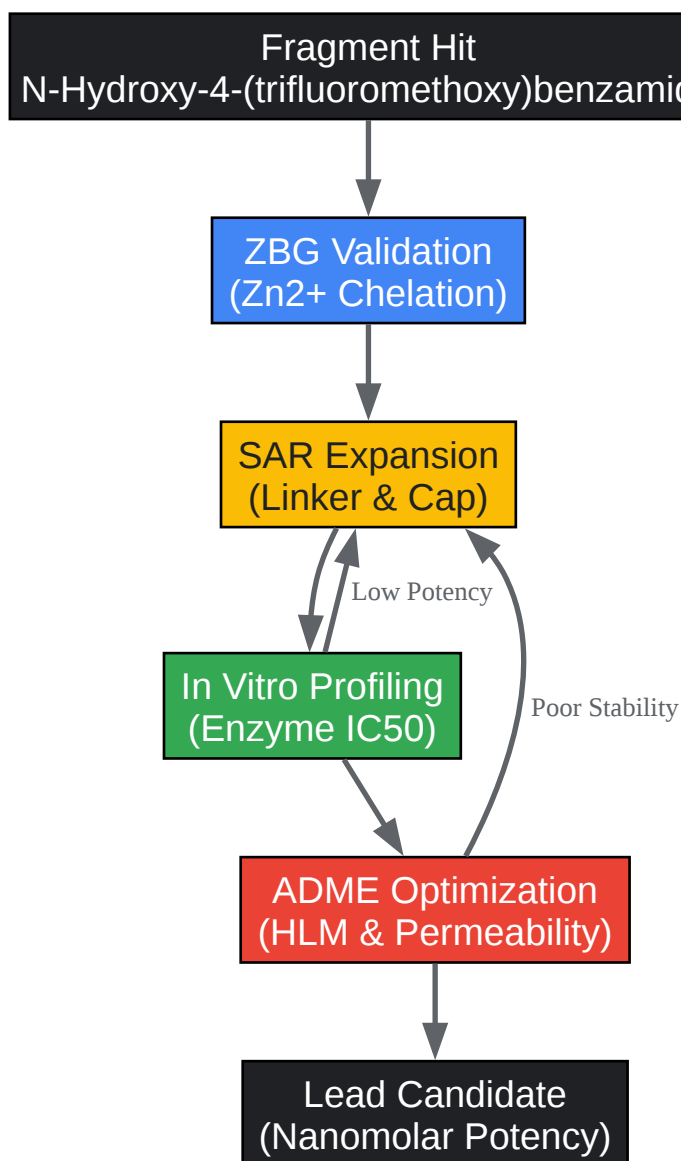 Fragment Hit
N-Hydroxy-4-(trifluoromethoxy)benzamid
ZBG Validation
(Zn2+ Chelation)
SAR Expansion
(Linker & Cap)
Low Potency
In Vitro Profiling
(Enzyme IC50)
Poor Stability
ADME Optimization
(HLM & Permeability)
Lead Candidate
(Nanomolar Potency)